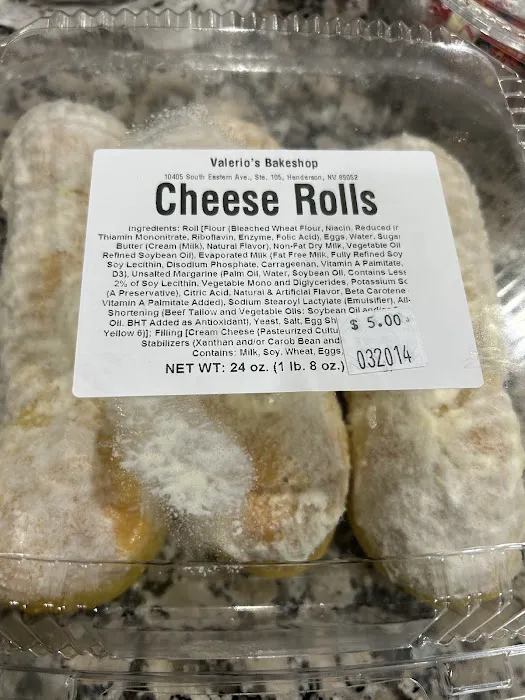 Valerio's Bakeshop
10405 South Eastern Ave., Ste. 105, Henderson, NV 89052
Cheese Rolls
Ingredients: Roll [Flour (Bleached Wheat Flour, Niacin, Reduced Ir
Thiamin Mononitrate, Riboflavin, Enzyme, Folic Acid), Eggs, Water, Sugar
Butter (Cream (Milk), Natural Flavor), Non-Fat Dry Milk, Vegetable Oil
Refined Soybean Oil), Evaporated Milk (Fat Free Milk, Fully Refined Soy
Soy Lecithin, Disodium Phosphate, Carrageenan, Vitamin A Palmitate,
D3), Unsalted Margarine (Palm Oil, Water, Soybean Oil, Contains Less
2% of Soy Lecithin, Vegetable Mono and Diglycerides, Potassium So
(A Preservative), Citric Acid, Natural & Artificial Flavor, Beta Carotene
Vitamin A Palmitate Added), Sodium Stearoyl Lactylate (Emulsifier), All-
Shortening (Beef Tallow and Vegetable Oils: Soybean Oil and/or
Oil. BHT Added as Antioxidant), Yeast, Salt, Egg Sh
Yellow 6)]; Filling [Cream Cheese (Pasteurized Cultu
Stabilizers (Xanthan and/or Carob Bean and
Contains: Milk, Soy, Wheat, Eggs
NET WT: 24 oz. (1 lb. 8 oz.)
$ 5.00
032014